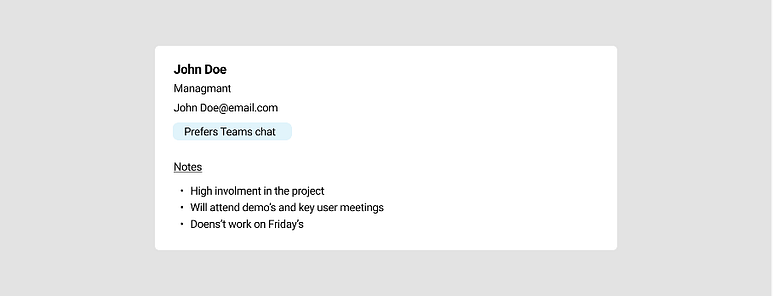 John Doe
Managmant
John Doe@email.com
Prefers Teams chat
Notes
• High involment in the project
• Will attend demo's and key user meetings
• Doens't work on Friday's